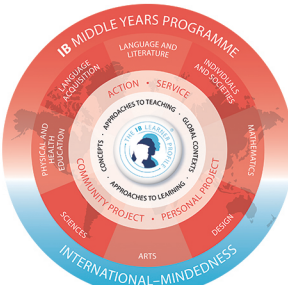 IB MIDDLE YEARS PROGRAMME
LANGUAGE AND
LITERATURE
LANGUAGE
ACQUISITION
INDIVIDUALS
AND SOCIETIES
PHYSICAL AND
HEALTH
EDUCATION
MATHEMATICS
SCIENCES
DESIGN
ARTS
ACTION • SERVICE
COMMUNITY PROJECT • PERSONAL PROJECT
APPROACHES TO TEACHING
CONCEPTS
GLOBAL CONTEXTS
APPROACHES TO LEARNING
THE IB LEARNER PROFILE
INTERNATIONAL–MINDEDNESS